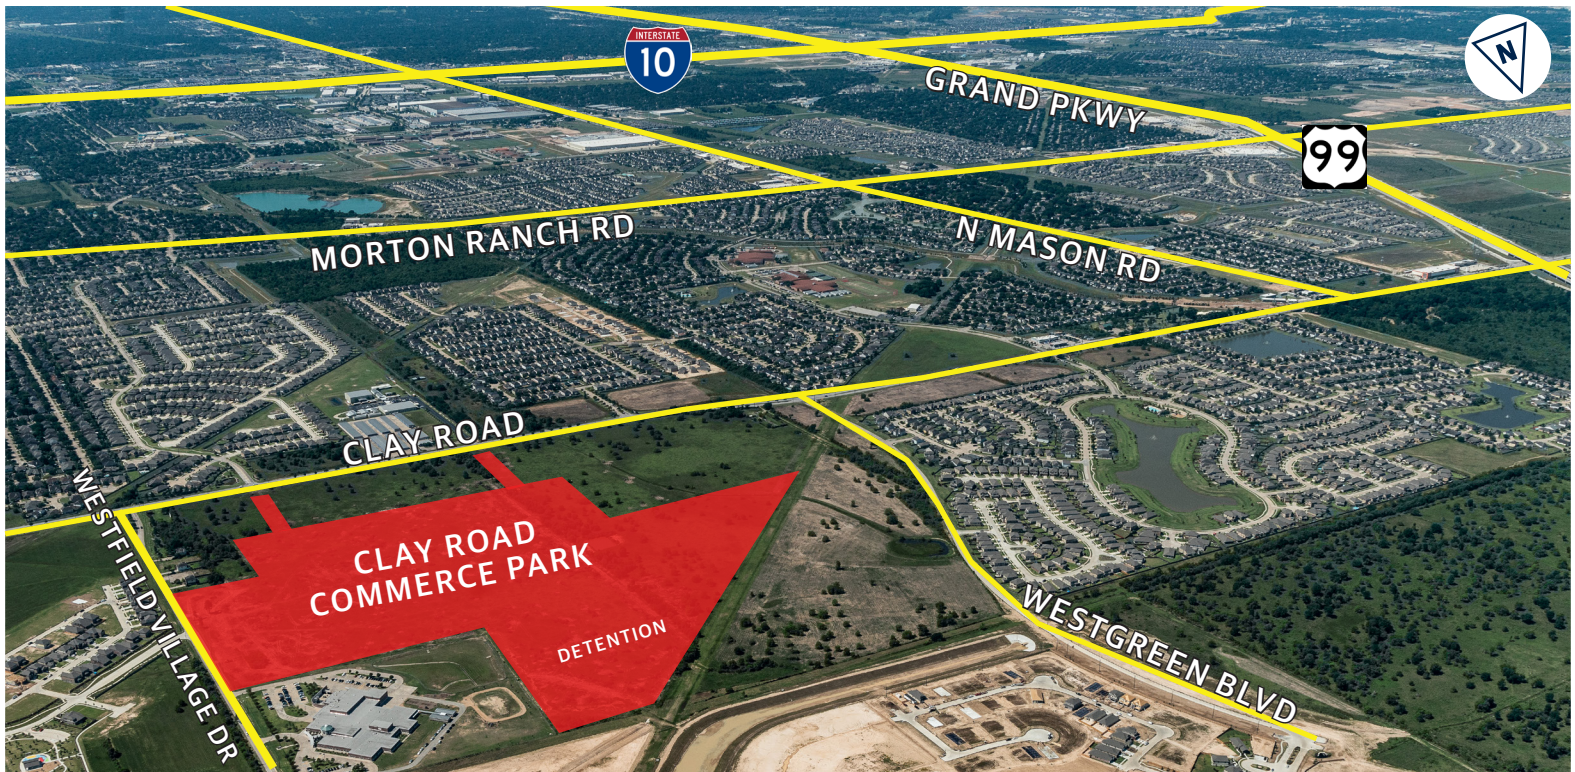 INTERSTATE
10
N
GRAND PKWY
99
MORTON RANCH RD
N MASON RD
CLAY ROAD
WESTFIELD VILLAGE DR
CLAY ROAD
COMMERCE PARK
DETENTION
WESTGREEN BLVD